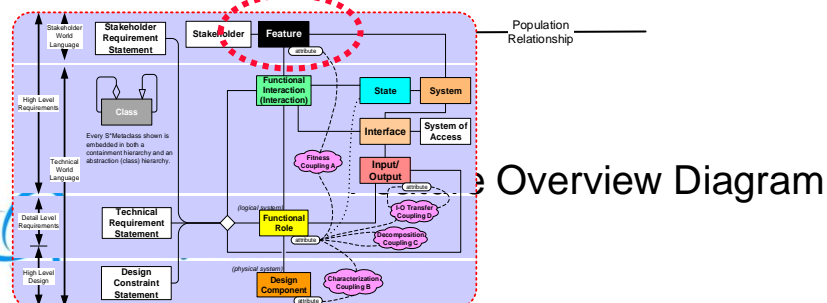 Stakeholder
World
Language
Stakeholder
Requirement
Statement
Stakeholder
Feature
attribute
Population
Relationship
High Level
Requirements
Class
Every S*Metaclass shown is
embedded in both a
containment hierarchy and an
abstraction (class) hierarchy.
Functional
Interaction
(Interaction)
State
System
Interface
System of
Access
Technical
World
Language
Fitness
Coupling A
Input/
Output
attribute
e Overview Diagram
Detail Level
Requirements
Technical
Requirement
Statement
(logical system)
Functional
Role
attribute
I-O Transfer
Coupling D
Decomposition
Coupling C
High Level
Design
Design
Constraint
Statement
(physical system)
Design
Component
attribute
Characterization
Coupling B